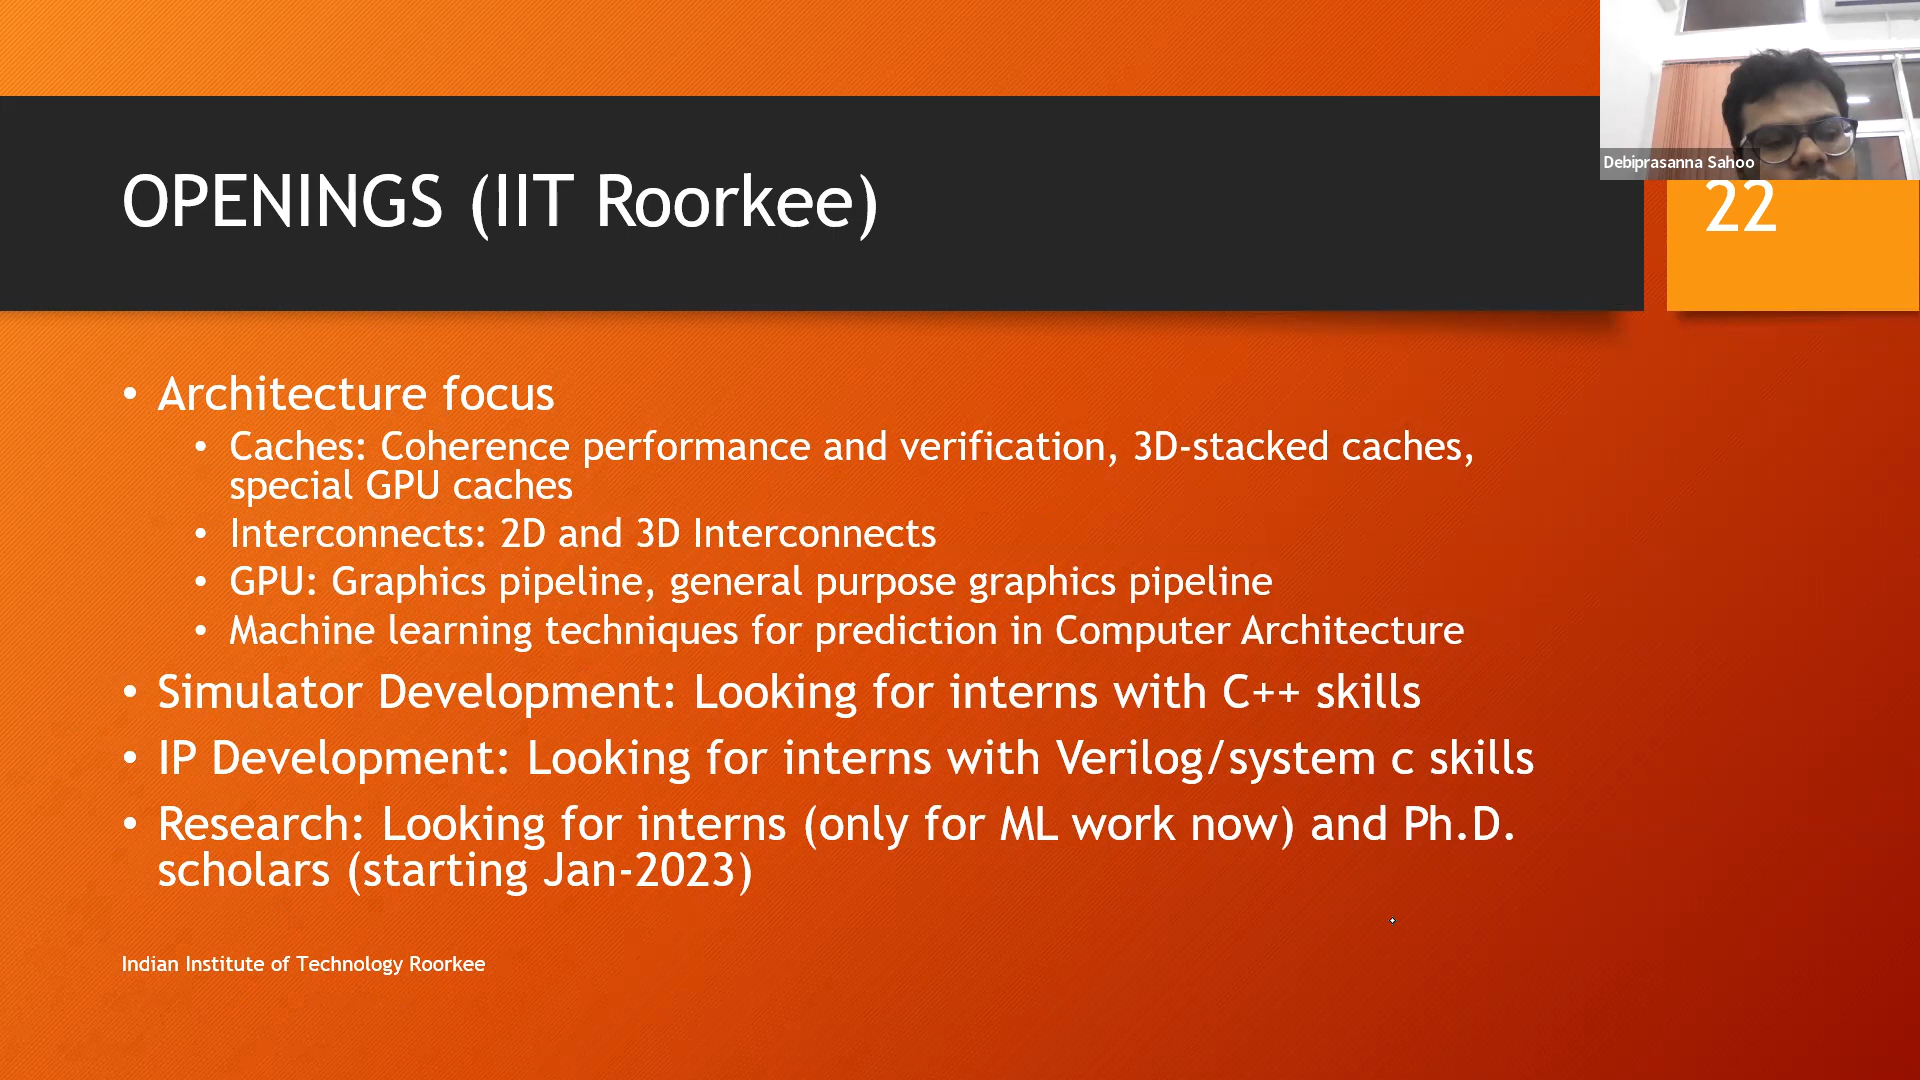 OPENINGS (IIT Roorkee)
Debiprasanna Sahoo
22
• Architecture focus
• Caches: Coherence performance and verification, 3D-stacked caches,
special GPU caches
• Interconnects: 2D and 3D Interconnects
• GPU: Graphics pipeline, general purpose graphics pipeline
• Machine learning techniques for prediction in Computer Architecture
• Simulator Development: Looking for interns with C++ skills
• IP Development: Looking for interns with Verilog/system c skills
• Research: Looking for interns (only for ML work now) and Ph.D.
scholars (starting Jan-2023)
Indian Institute of Technology Roorkee